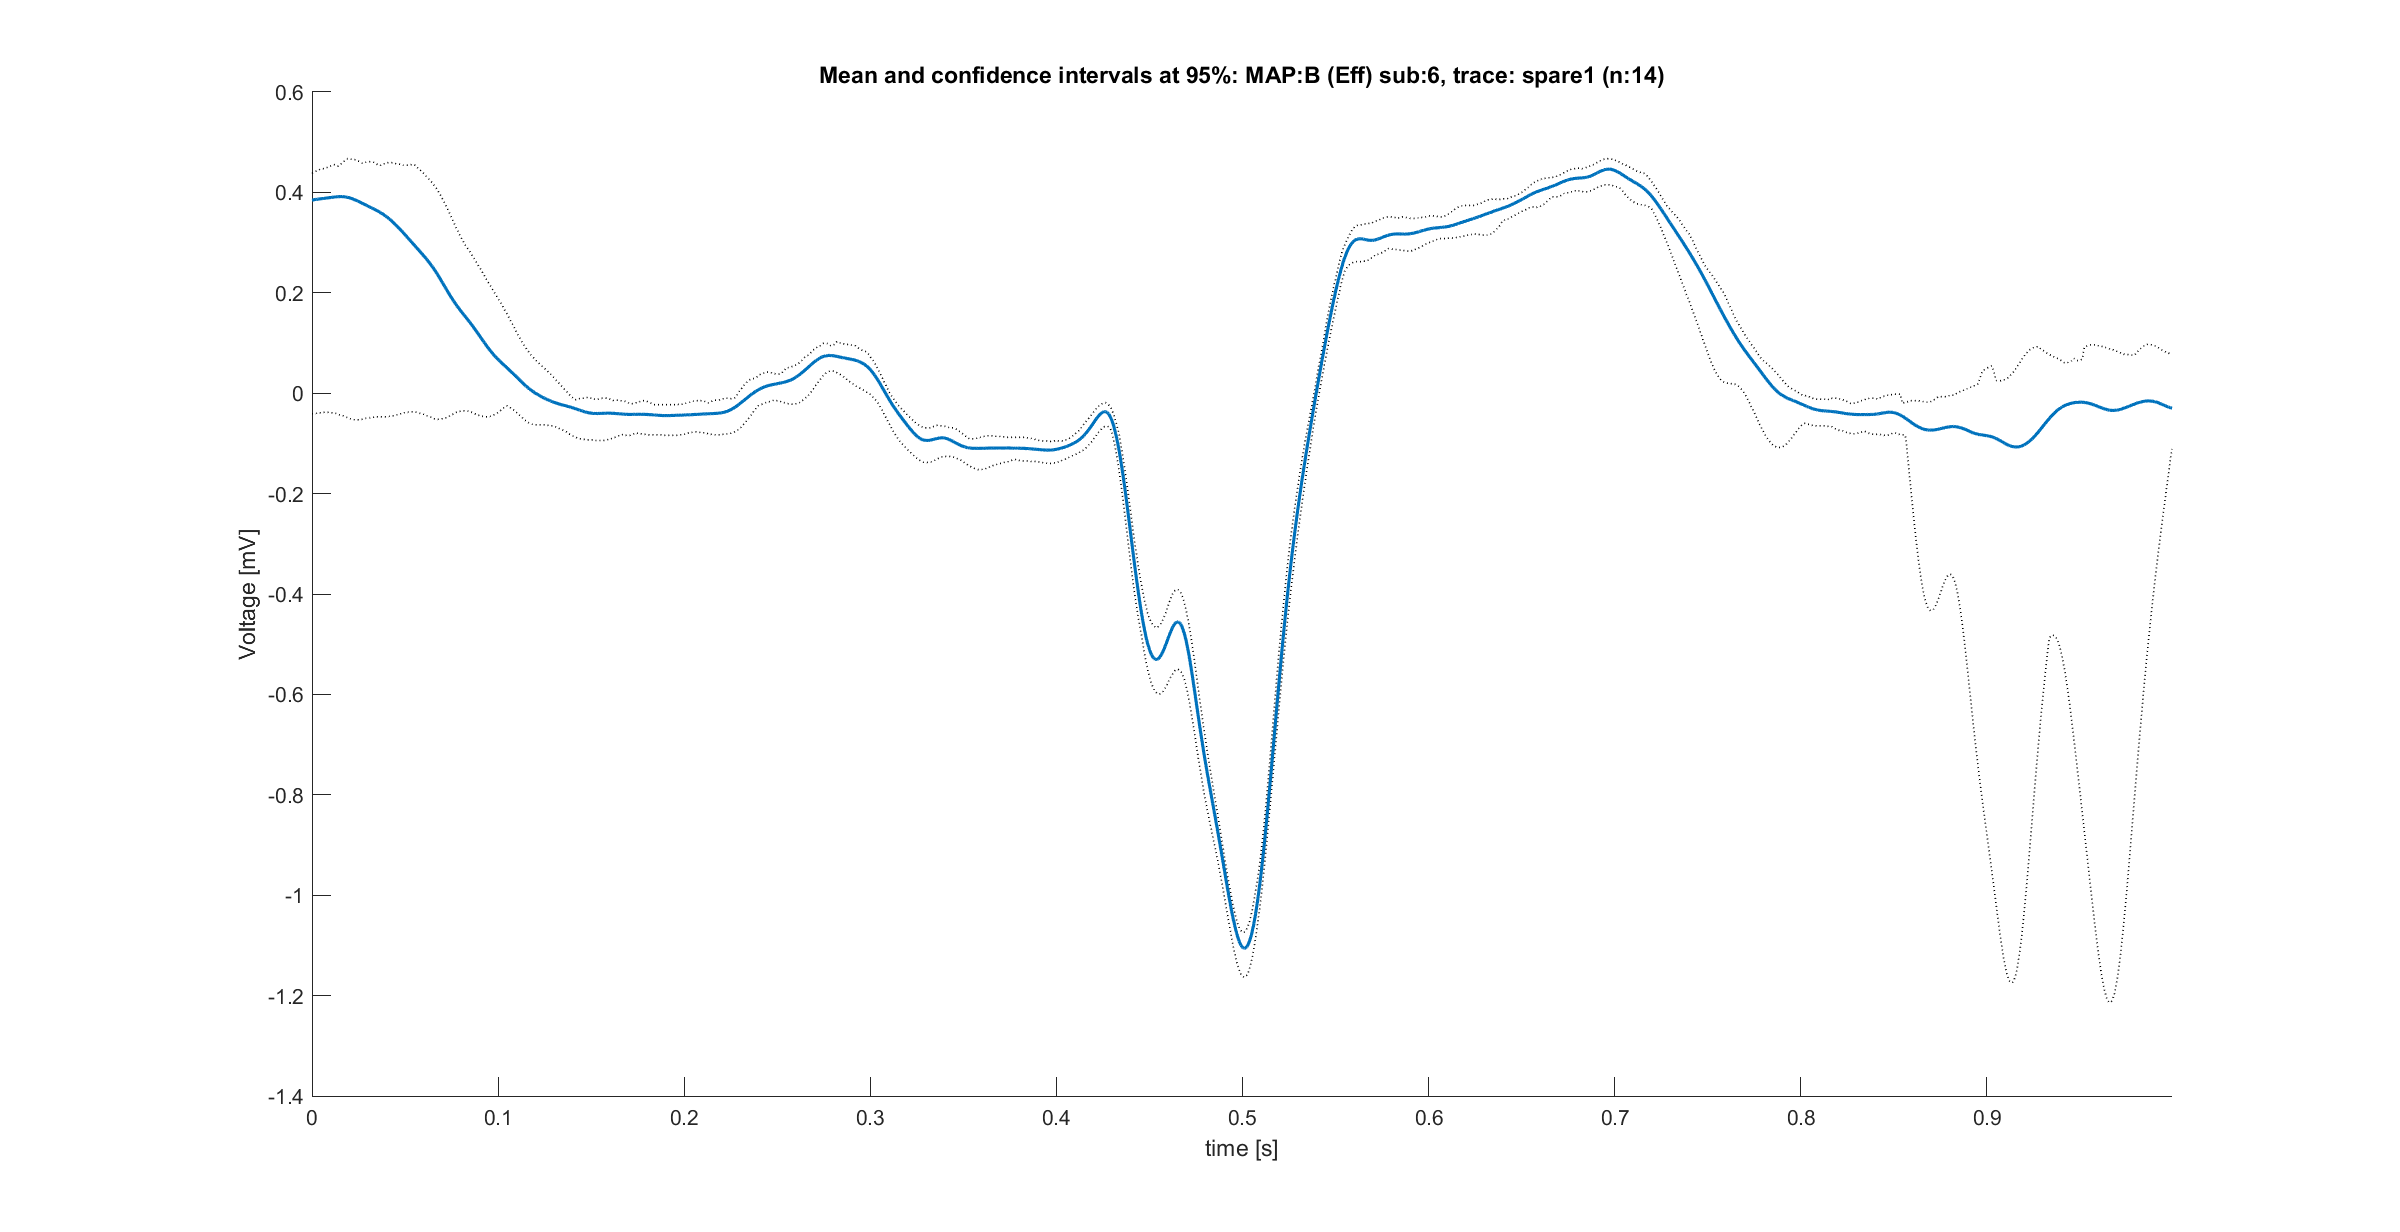 Mean and confidence intervals at 95%: MAP:B (Eff) sub:6, trace: spare1 (n:14)
0.6
0.4
0.2
0
-0.2
-0.4
-0.6
-0.8
-1
-1.2
-1.4
Voltage [mV]
0 0.1 0.2 0.3 0.4 0.5 0.6 0.7 0.8 0.9
time [s]